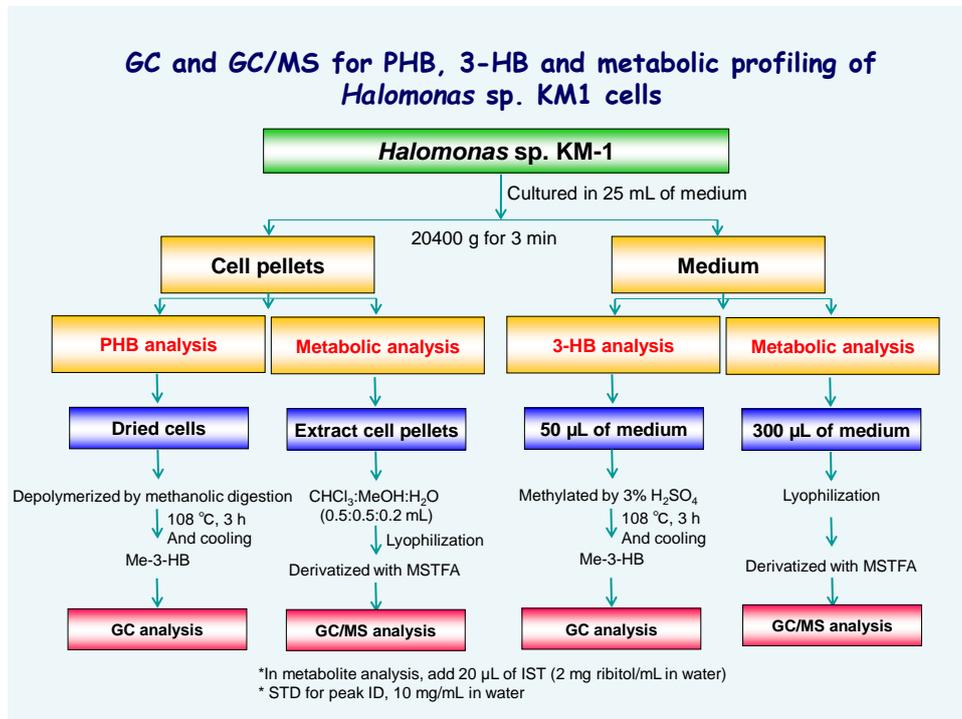 GC and GC/MS for PHB, 3-HB and metabolic profiling of
Halomonas sp. KM1 cells
Halomonas sp. KM-1
Cultured in 25 mL of medium
20400 g for 3 min
Cell pellets
Medium
PHB analysis
Metabolic analysis
3-HB analysis
Metabolic analysis
Dried cells
Extract cell pellets
50 µL of medium
300 µL of medium
Depolymerized by methanolic digestion
108 ℃, 3 h
And cooling
Me-3-HB
CHCl₃:MeOH:H₂O
(0.5:0.5:0.2 mL)
Lyophilization
Derivatized with MSTFA
Methylated by 3% H₂SO₄
108 ℃, 3 h
And cooling
Me-3-HB
Lyophilization
Derivatized with MSTFA
GC analysis
GC/MS analysis
GC analysis
GC/MS analysis
*In metabolite analysis, add 20 µL of IST (2 mg ribitol/mL in water)
* STD for peak ID, 10 mg/mL in water